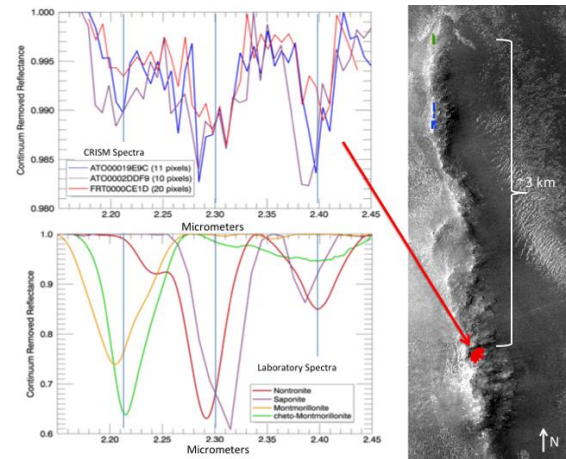 Continuum Removed Reflectance
1.000
0.995
0.990
0.985
0.980
CRISM Spectra
ATO00019E9C (11 pixels)
ATO0002DDF9 (10 pixels)
FRT0000CE1D (20 pixels)
2.20 2.25 2.30 2.35 2.40 2.45
Micrometers
Continuum Removed Reflectance
1.0
0.9
0.8
0.7
0.6
Laboratory Spectra
Nontronite
Saponite
Montmorillonite
cheto-Montmorillonite
2.20 2.25 2.30 2.35 2.40 2.45
Micrometers
~3 km
N